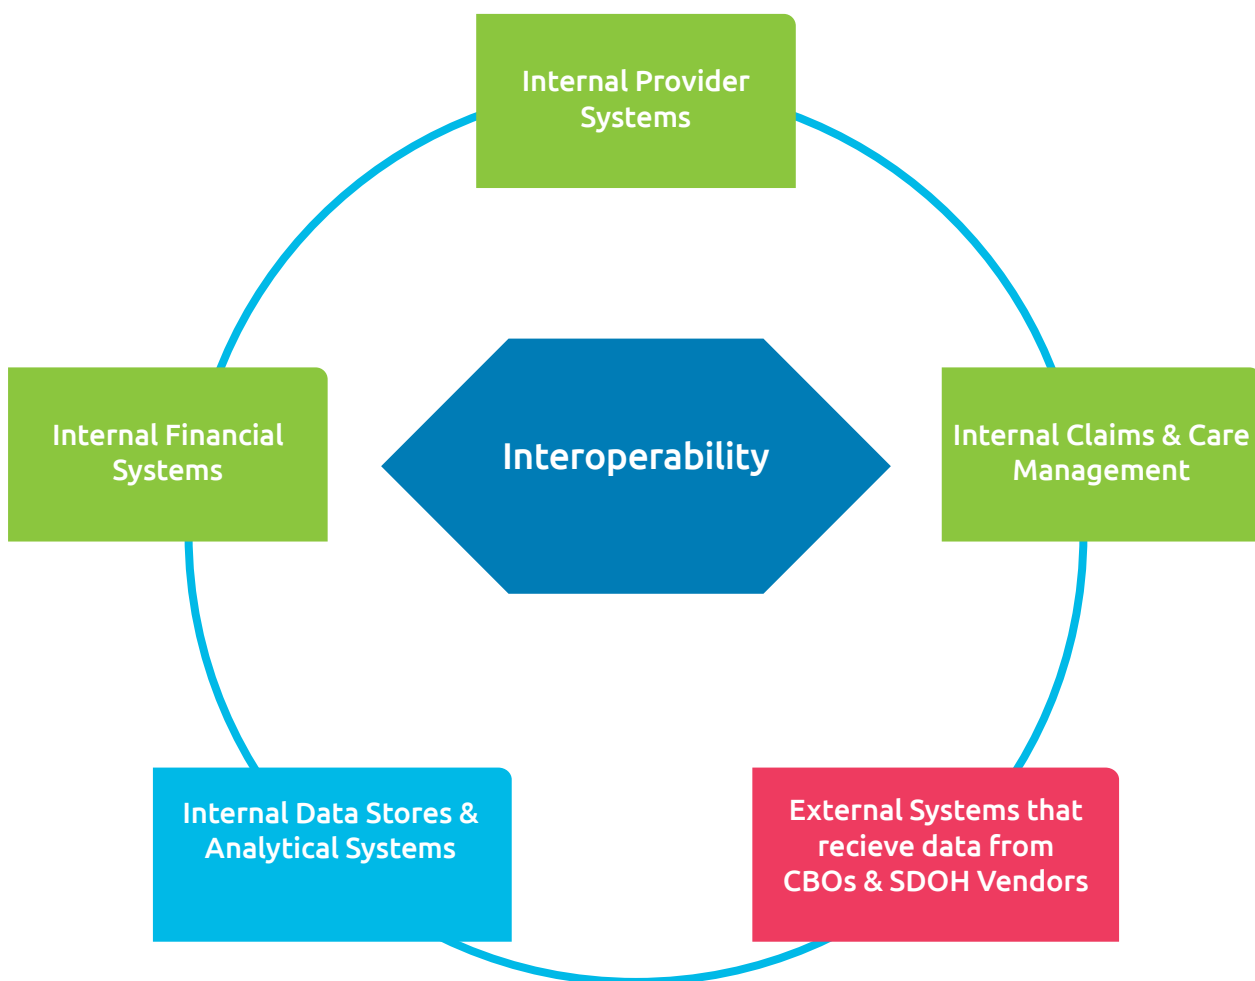 Internal Provider
Systems
Internal Financial
Systems
Interoperability
Internal Claims & Care
Management
Internal Data Stores &
Analytical Systems
External Systems that
recieve data from
CBOs & SDOH Vendors